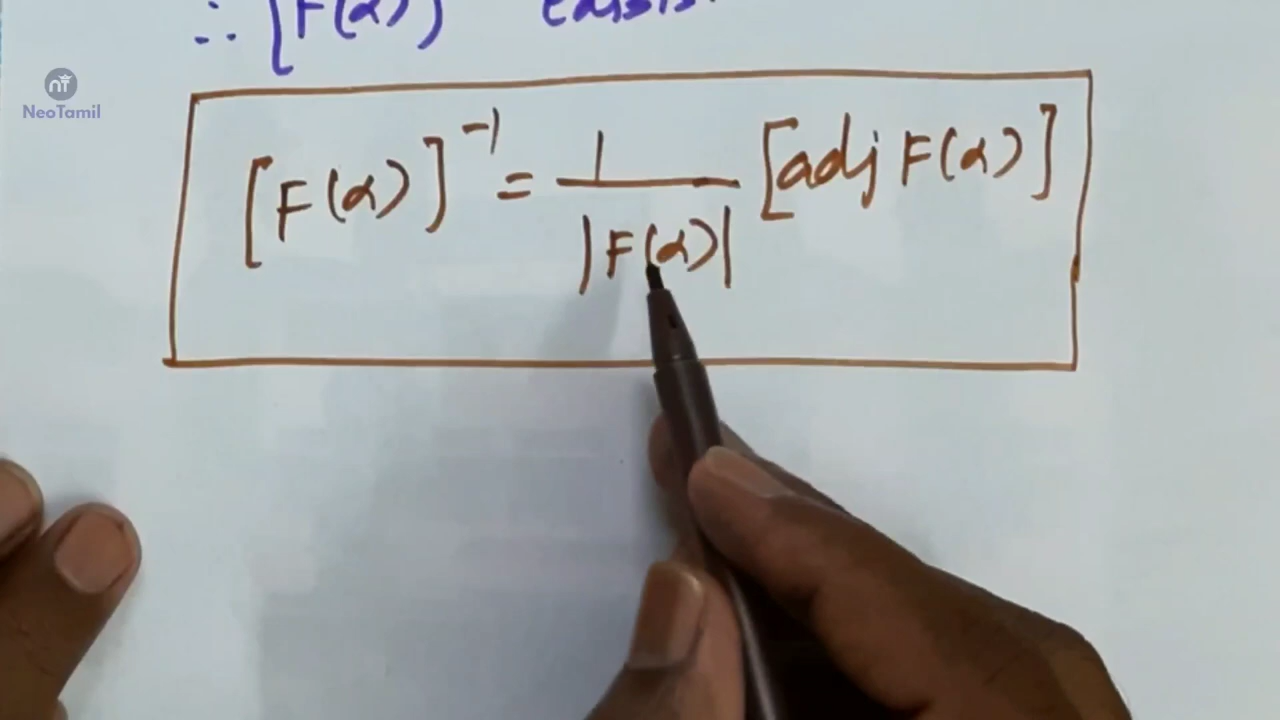 ∴ [F(α)]
NeoTamil
[F(α)]⁻¹ = 1/|F(α)| [adj F(α)]